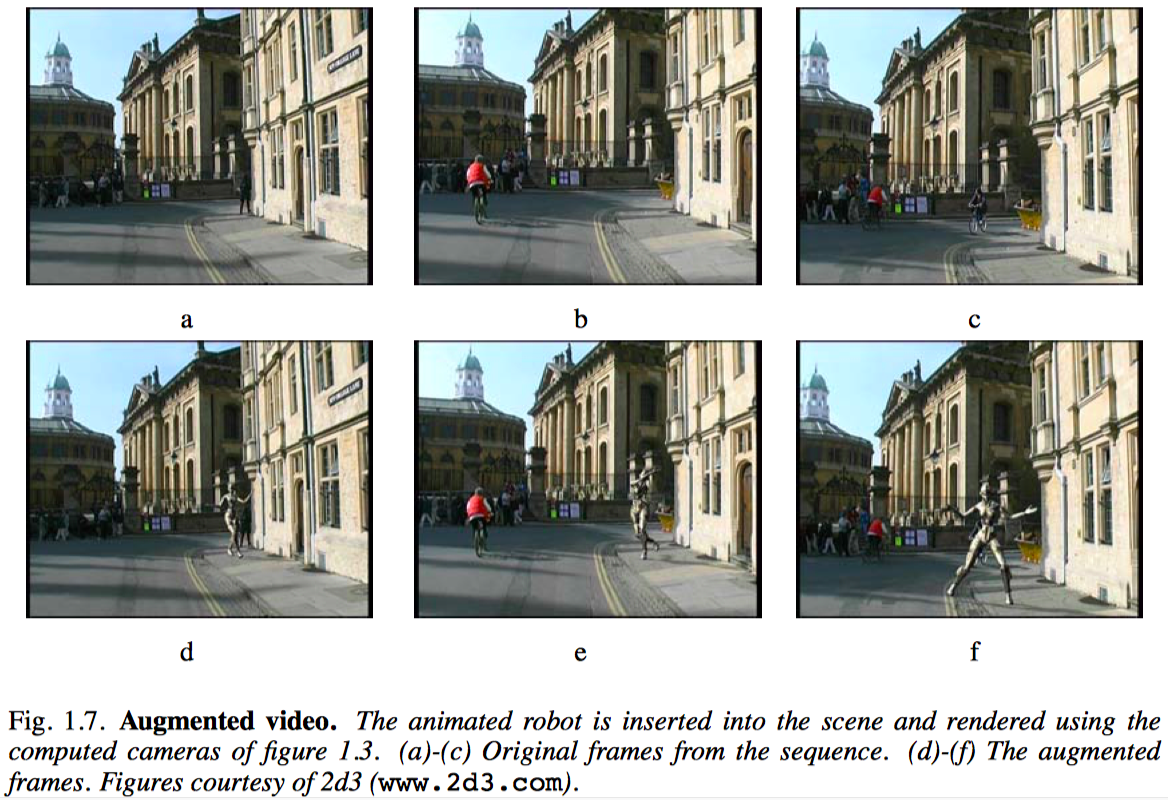 a
b
c
d
e
f
Fig. 1.7. Augmented video. The animated robot is inserted into the scene and rendered using the
computed cameras of figure 1.3. (a)-(c) Original frames from the sequence. (d)-(f) The augmented
frames. Figures courtesy of 2d3 (www.2d3.com).